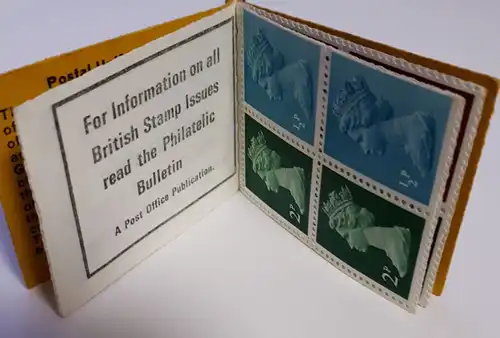 Postal
For Information on all
British Stamp Issues
read the Philatelic
Bulletin
A Post Office Publication.
½P
½P
2P
2P